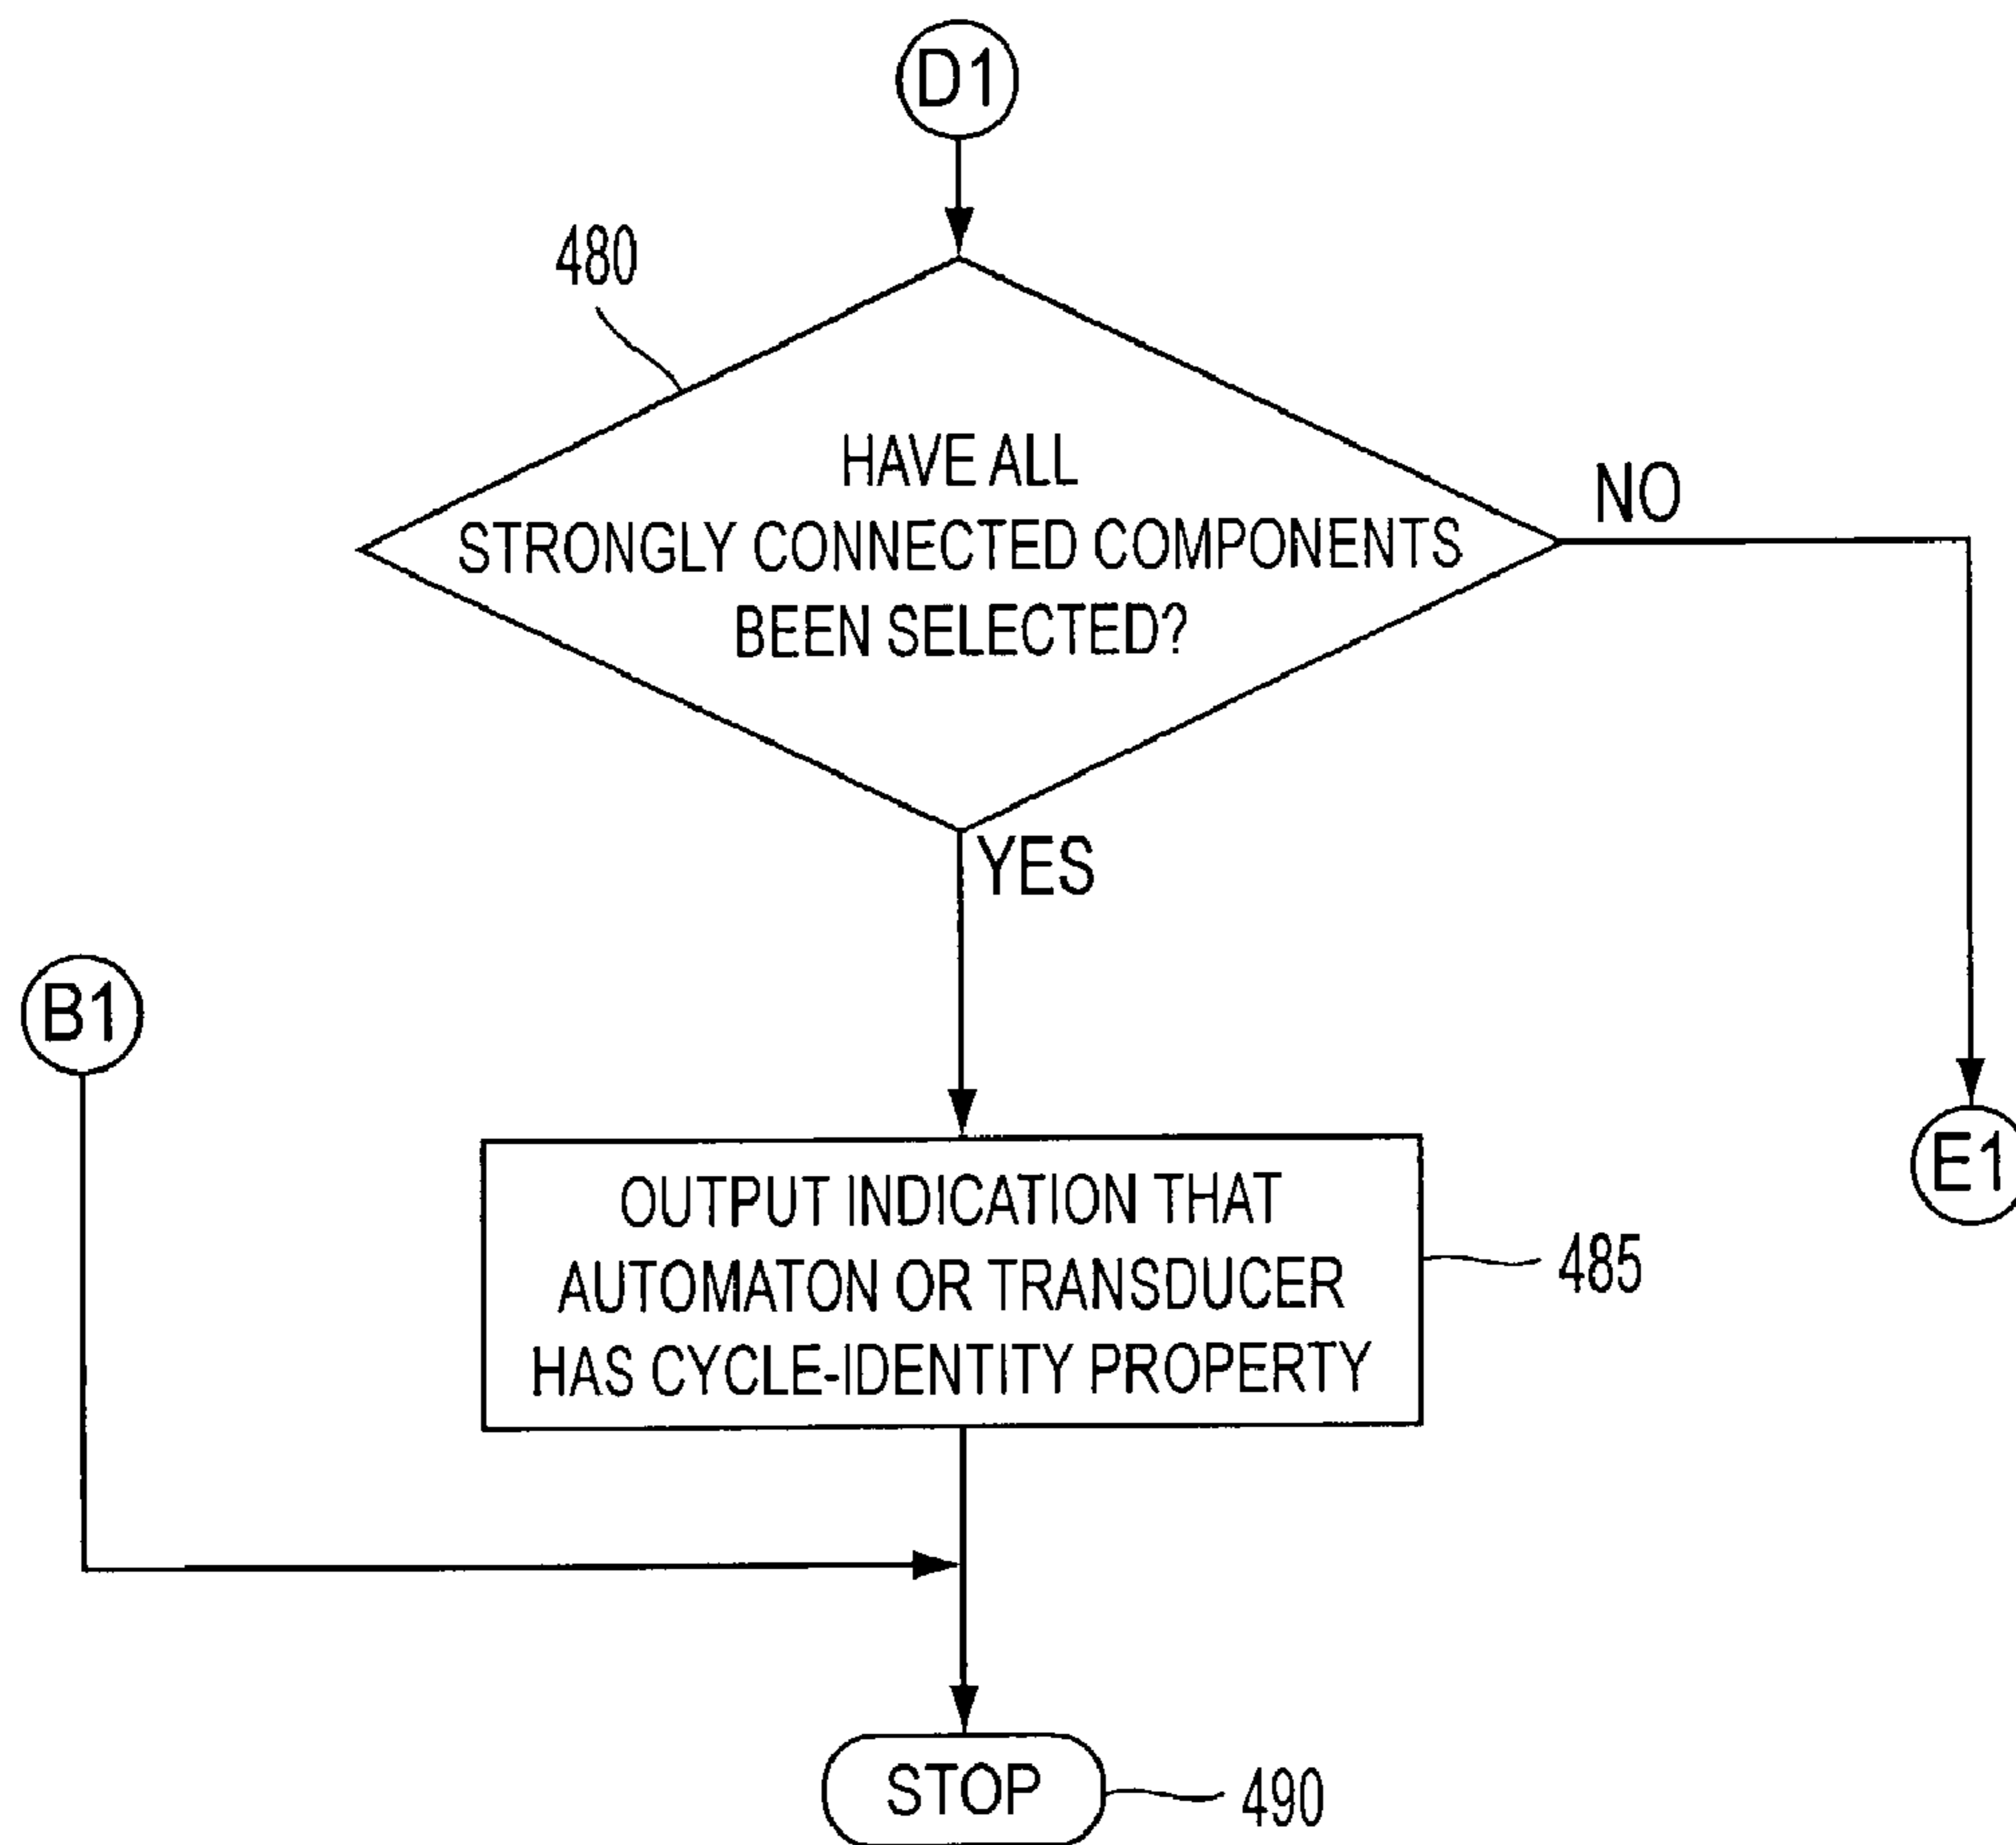 D1
480
HAVE ALL
STRONGLY CONNECTED COMPONENTS
BEEN SELECTED?
NO
YES
B1
E1
OUTPUT INDICATION THAT
AUTOMATON OR TRANSDUCER
HAS CYCLE-IDENTITY PROPERTY
485
STOP
490